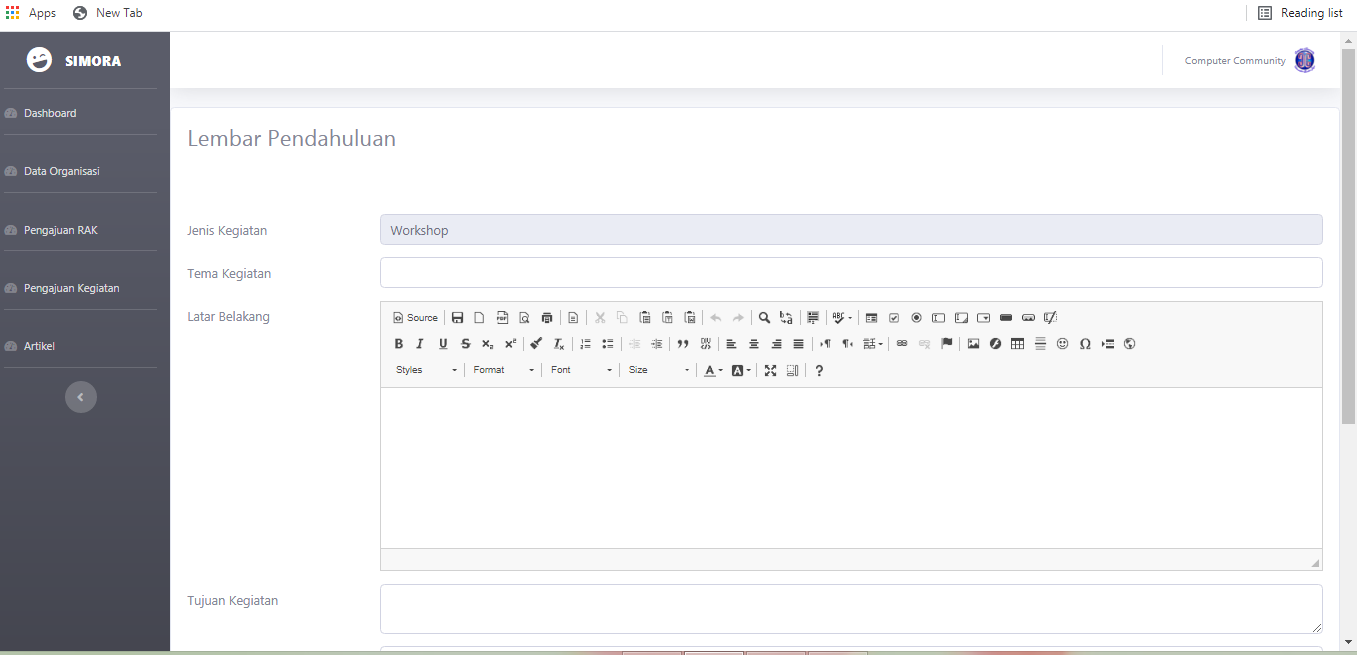 Apps New Tab Reading list
SIMORA
Computer Community
Dashboard
Data Organisasi
Pengajuan RAK
Pengajuan Kegiatan
Artikel
Lembar Pendahuluan
Jenis Kegiatan Workshop
Tema Kegiatan
Latar Belakang
Source
Styles Format Font Size
Tujuan Kegiatan